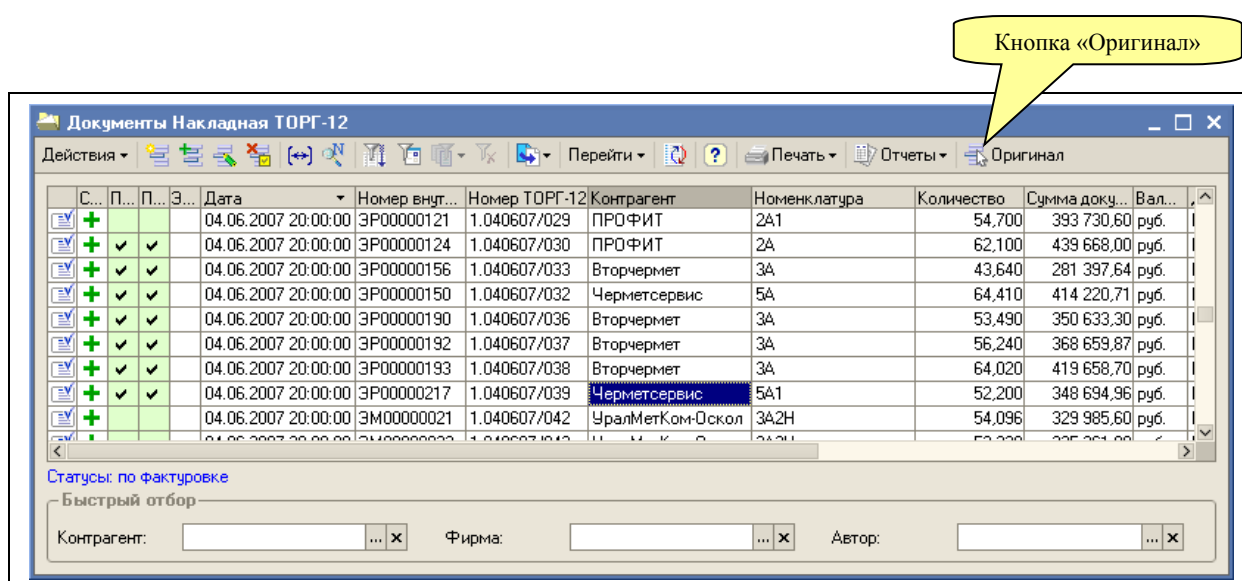 Кнопка «Оригинал»
Документы Накладная ТОРГ-12
Действия Перейти Печать Отчеты Оригинал
С... П... П... Э... Дата Номер внут... Номер ТОРГ-12 Контрагент Номенклатура Количество Сумма доку... Вал...
04.06.2007 20:00:00 ЭР00000121 1.040607/029 ПРОФИТ 2А1 54,700 393 730,60 руб.
04.06.2007 20:00:00 ЭР00000124 1.040607/030 ПРОФИТ 2А 62,100 439 668,00 руб.
04.06.2007 20:00:00 ЭР00000156 1.040607/033 Вторчермет 3А 43,640 281 397,64 руб.
04.06.2007 20:00:00 ЭР00000150 1.040607/032 Черметсервис 5А 64,410 414 220,71 руб.
04.06.2007 20:00:00 ЭР00000190 1.040607/036 Вторчермет 3А 53,490 350 633,30 руб.
04.06.2007 20:00:00 ЭР00000192 1.040607/037 Вторчермет 3А 56,240 368 659,87 руб.
04.06.2007 20:00:00 ЭР00000193 1.040607/038 Вторчермет 3А 64,020 419 658,70 руб.
04.06.2007 20:00:00 ЭР00000217 1.040607/039 Черметсервис 5А1 52,200 348 694,96 руб.
04.06.2007 20:00:00 ЭМ00000021 1.040607/042 УралМетКом-Оскол 3А2Н 54,096 329 985,60 руб.
Статусы: по фактуровке
Быстрый отбор
Контрагент: ... x Фирма: ... x Автор: ... x